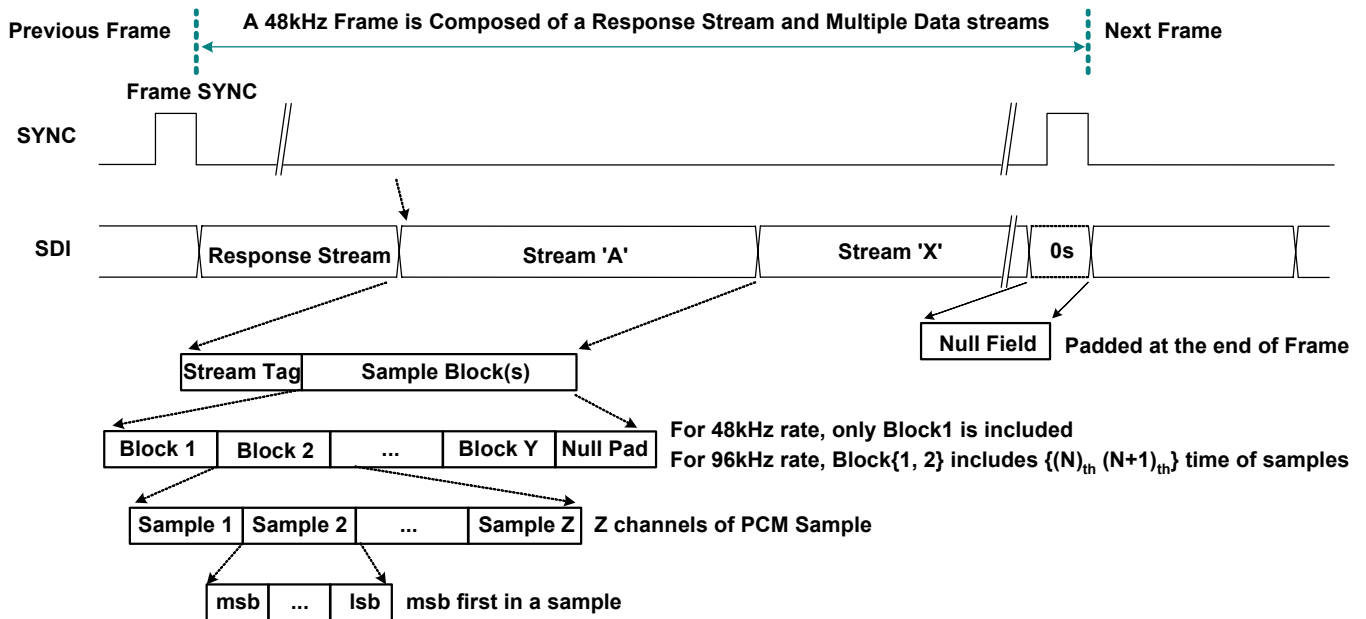 A 48kHz Frame is Composed of a Response Stream and Multiple Data streams
Previous Frame
Next Frame
Frame SYNC
SYNC
SDI
Response Stream
Stream 'A'
Stream 'X'
0s
Null Field
Padded at the end of Frame
Stream Tag
Sample Block(s)
Block 1
Block 2
...
Block Y
Null Pad
For 48kHz rate, only Block1 is included
For 96kHz rate, Block{1, 2} includes {(N)th (N+1)th} time of samples
Sample 1
Sample 2
...
Sample Z
Z channels of PCM Sample
msb
...
lsb
msb first in a sample